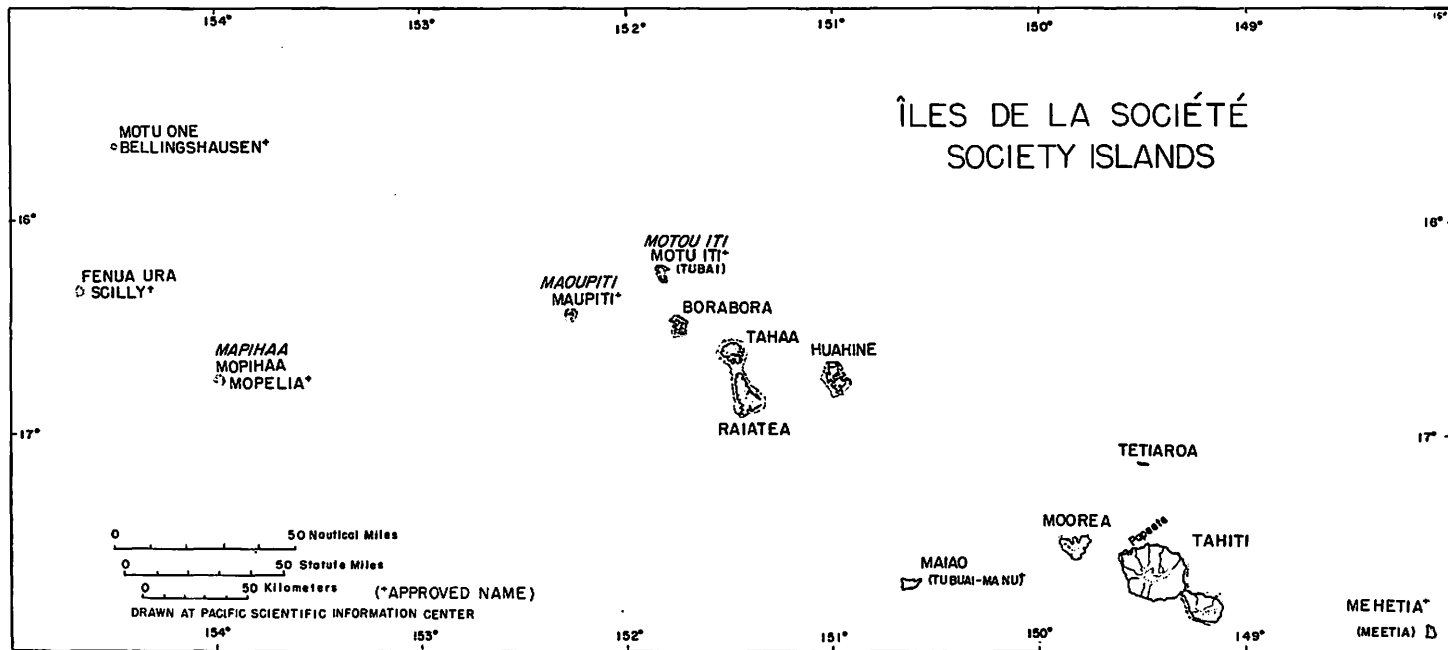 154° 153° 152° 151° 150° 149° 15°
ÎLES DE LA SOCIÉTÉ
SOCIETY ISLANDS
MOTU ONE
BELLINGSHAUSEN⁺
16° 16°
MOTOU ITI
MOTU ITI⁺
(TUBAI)
FENUA URA
SCILLY⁺
MAOUPITI
MAUPITI⁺
BORABORA
TAHAA
HUAHINE
MAPIHAA
MOPIHAA
MOPELIA⁺
RAIATEA
17° 17°
TETIAROA
MOOREA
Papeete
TAHITI
MAIAO
(TUBUAI-MANU)⁺
MEHETIA⁺
(MEETIA)
0 50 Nautical Miles
0 50 Statute Miles
0 50 Kilometers
(⁺APPROVED NAME)
DRAWN AT PACIFIC SCIENTIFIC INFORMATION CENTER
154° 153° 152° 151° 150° 149°